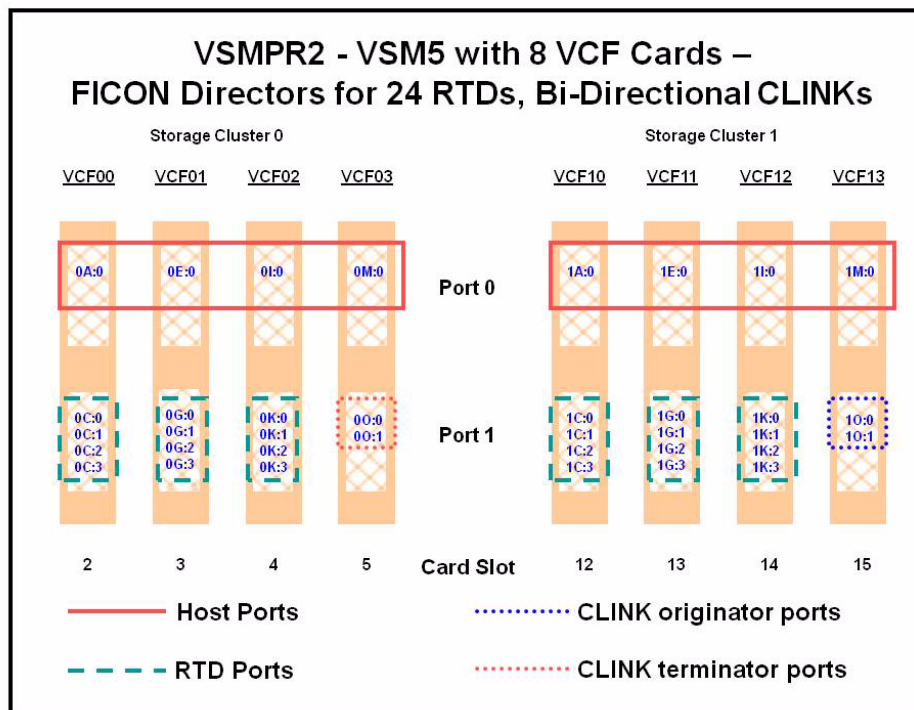 VSMPR2 - VSM5 with 8 VCF Cards –
FICON Directors for 24 RTDs, Bi-Directional CLINKs
Storage Cluster 0 Storage Cluster 1
VCF00 VCF01 VCF02 VCF03 VCF10 VCF11 VCF12 VCF13
0A:0 0E:0 0I:0 0M:0 Port 0 1A:0 1E:0 1I:0 1M:0
0C:0 0G:0 0K:0 0O:0 1C:0 1G:0 1K:0 1O:0
0C:1 0G:1 0K:1 0O:1 Port 1 1C:1 1G:1 1K:1 1O:1
0C:2 0G:2 0K:2 1C:2 1G:2 1K:2
0C:3 0G:3 0K:3 1C:3 1G:3 1K:3
2 3 4 5 Card Slot 12 13 14 15
Host Ports CLINK originator ports
RTD Ports CLINK terminator ports